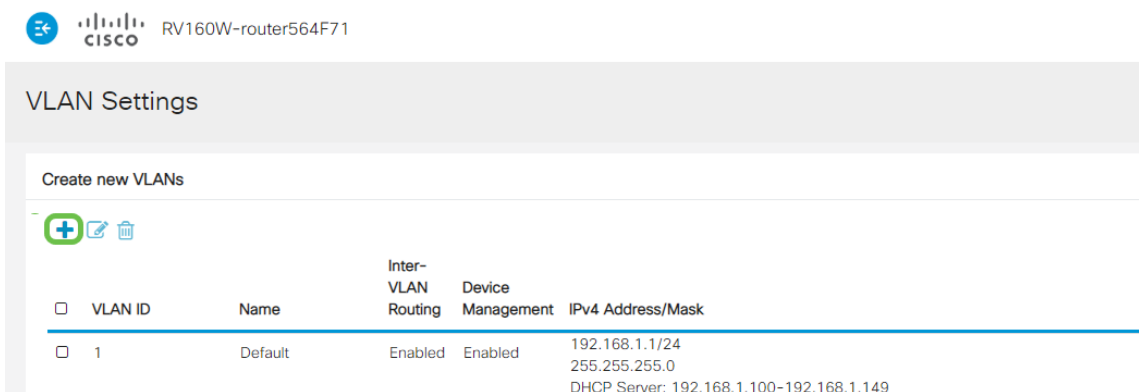 CISCO RV160W-router564F71
VLAN Settings
Create new VLANs
Inter-
VLAN Device
VLAN ID Name Routing Management IPv4 Address/Mask
1 Default Enabled Enabled 192.168.1.1/24
255.255.255.0
DHCP Server: 192.168.1.100-192.168.1.149